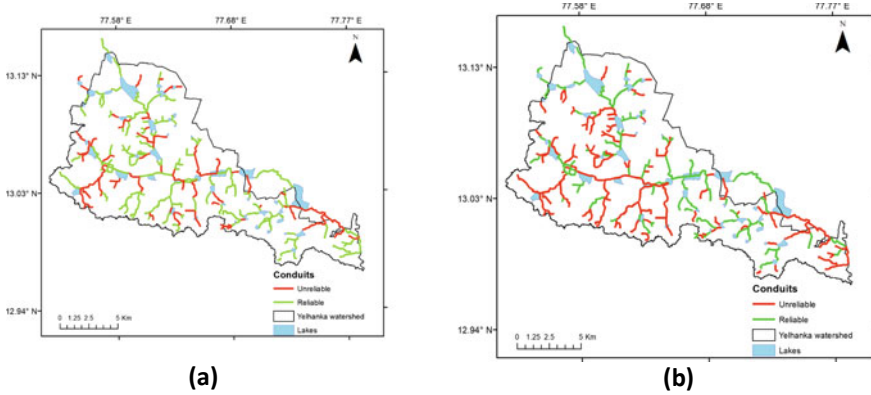 77.58° E 77.68° E 77.77° E
N
13.13° N
13.03° N
12.94° N
Conduits
Unreliable
Reliable
Yelhanka watershed
Lakes
0 1.25 2.5 5 Km
(a)
77.58° E 77.68° E 77.77° E
N
13.13° N
13.03° N
12.94° N
Conduits
Unreliable
Reliable
Yelhanka watershed
Lakes
0 1.25 2.5 5 Km
(b)